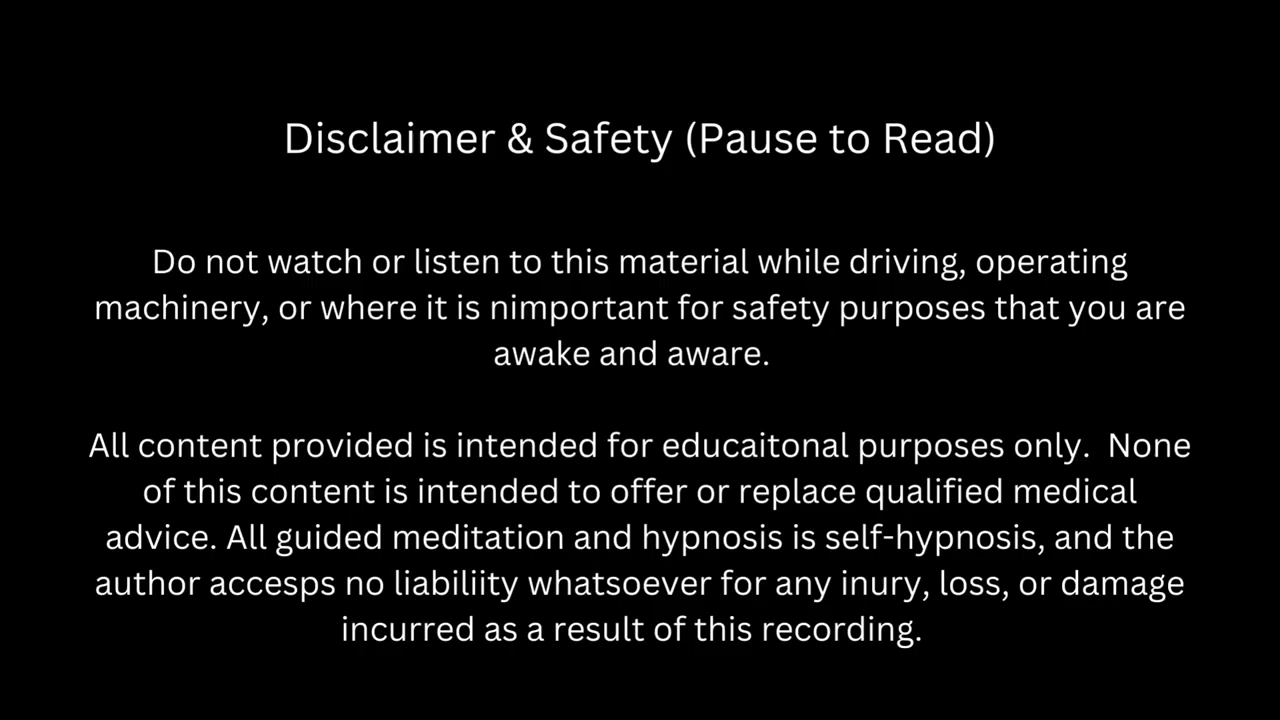 Disclaimer & Safety (Pause to Read)
Do not watch or listen to this material while driving, operating
machinery, or where it is nimportant for safety purposes that you are
awake and aware.
All content provided is intended for educaitonal purposes only.  None
of this content is intended to offer or replace qualified medical
advice. All guided meditation and hypnosis is self-hypnosis, and the
author accesps no liabiliity whatsoever for any inury, loss, or damage
incurred as a result of this recording.